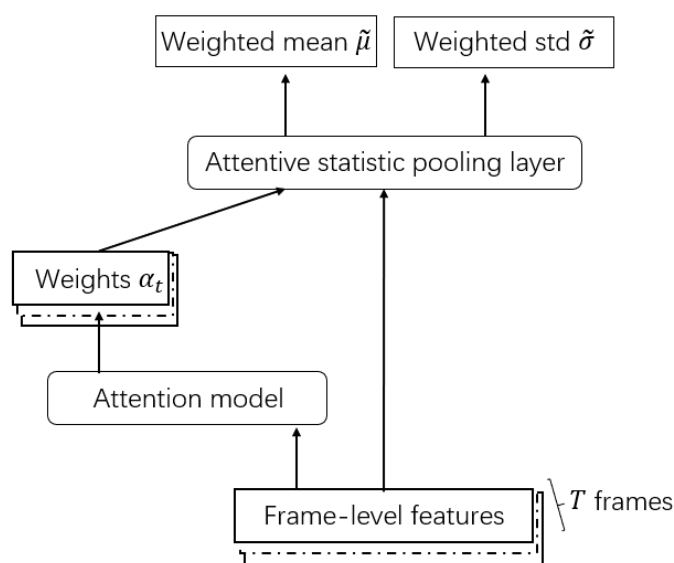 Weighted mean μ̃
Weighted std σ̃
Attentive statistic pooling layer
Weights αₜ
Attention model
Frame-level features
T frames